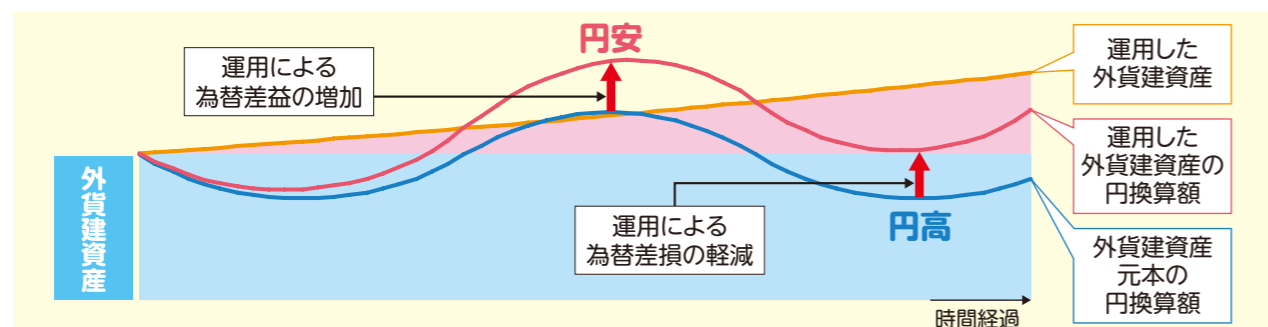 円安
運用による
為替差益の増加
運用した
外貨建資産
運用した
外貨建資産の
円換算額
外貨建資産
運用による
為替差損の軽減
円高
外貨建資産
元本の
円換算額
時間経過